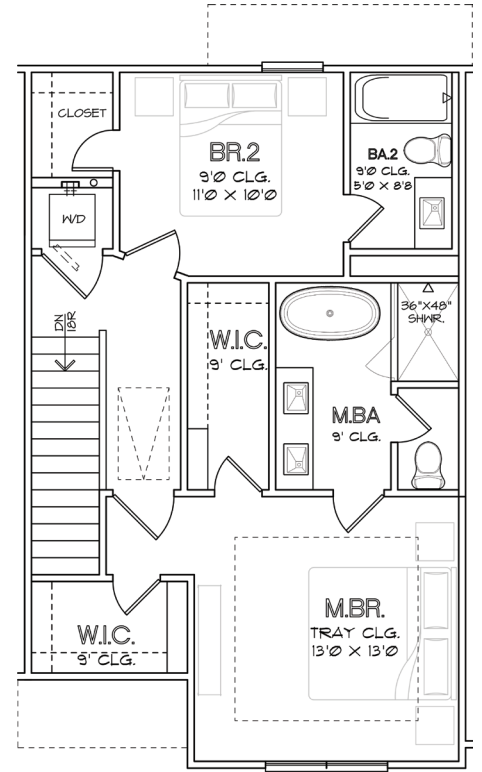 CLOSET
BR.2
9'0 CLG.
11'0 X 10'0
BA.2
9'0 CLG.
5'0 X 8'8
W/D
DN
18R
W.I.C.
9' CLG.
36"X48"
SHWR.
M.BA
9' CLG.
M.BR.
TRAY CLG.
13'0 X 13'0
W.I.C.
9' CLG.